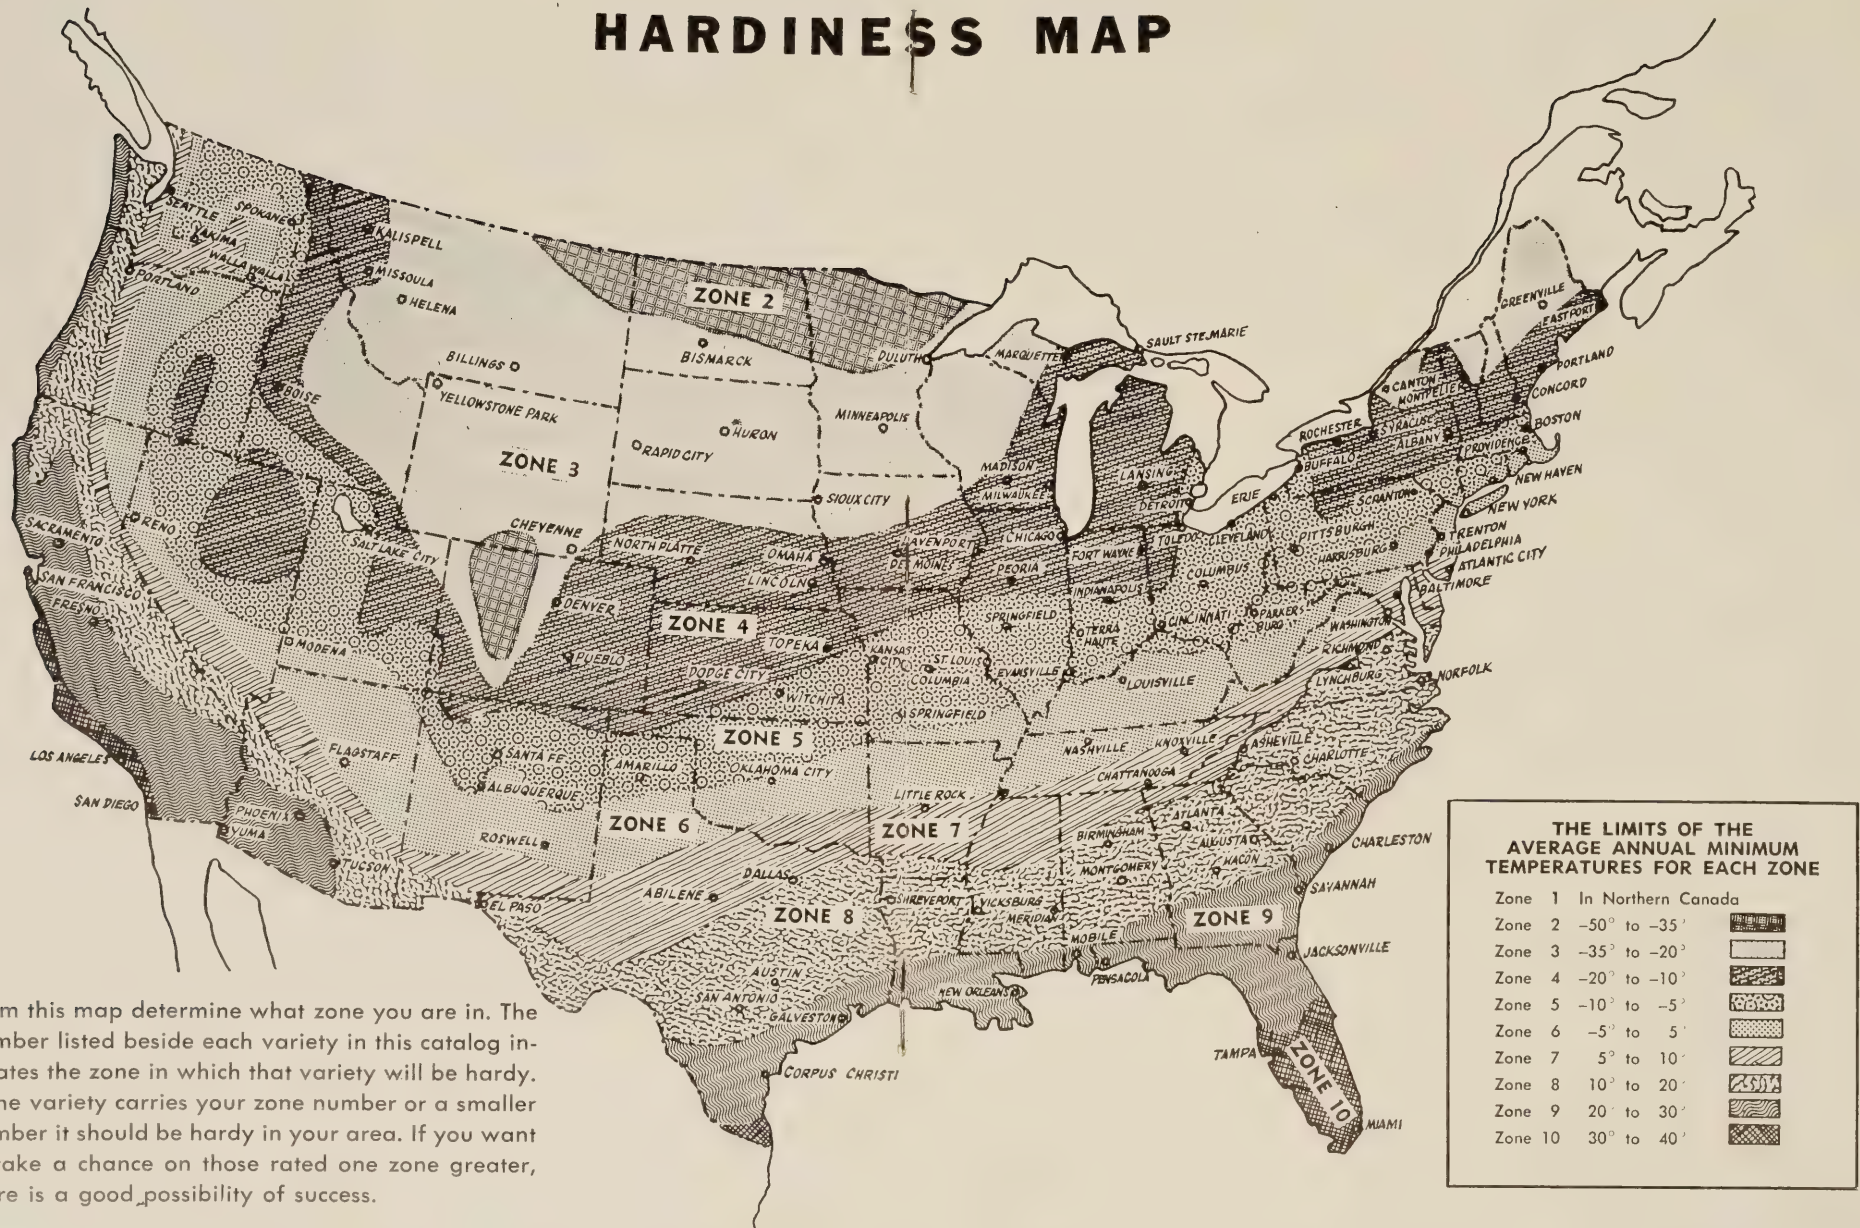 HARDINESS MAP
SEATTLE
SPOKANE
YAKIMA
WALLA WALLA
PORTLAND
KALISPELL
MISSOULA
HELENA
BILLINGS
YELLOWSTONE PARK
BOISE
ZONE 2
BISMARCK
DULUTH
MARQUETTE
SAULT STE. MARIE
MINNEAPOLIS
HURON
RAPID CITY
ZONE 3
SIOUX CITY
GREENVILLE
EASTPORT
PORTLAND
CANTON
MONTPELIER
CONCORD
BOSTON
ROCHESTER
SYRACUSE
ALBANY
PROVIDENCE
BUFFALO
NEW HAVEN
NEW YORK
SCRANTON
ERIE
TRENTON
PHILADELPHIA
ATLANTIC CITY
BALTIMORE
PITTSBURGH
HARRISBURG
MADISON
MILWAUKEE
LANSING
DETROIT
TOLEDO
CLEVELAND
CHICAGO
FORT WAYNE
AVENPORT
DES MOINES
PEORIA
COLUMBUS
INDIANAPOLIS
CINCINNATI
PARKERS
BURG
WASHINGTON
RICHMOND
LYNCHBURG
NORFOLK
SPRINGFIELD
TERRA
HAUTE
RENO
SACRAMENTO
SAN FRANCISCO
FRESNO
SALT LAKE CITY
CHEYENNE
NORTH PLATTE
OMAHA
LINCOLN
DENVER
ZONE 4
TOPEKA
KANSAS
CITY
ST LOUIS
COLUMBIA
EVANSVILLE
LOUISVILLE
MODENA
PUEBLO
DODGE CITY
WITCHITA
SPRINGFIELD
ZONE 5
NASHVILLE
KNOXVILLE
ASHEVILLE
CHARLOTTE
CHATTANOOGA
LOS ANGELES
SAN DIEGO
FLAGSTAFF
SANTA FE
AMARILLO
OKLAHOMA CITY
ALBUQUERQUE
LITTLE ROCK
PHOENIX
YUMA
TUCSON
ROSWELL
ZONE 6
ZONE 7
BIRMINGHAM
ATLANTA
AUGUSTA
MACON
MONTGOMERY
CHARLESTON
SAVANNAH
EL PASO
ABILENE
DALLAS
SHREVEPORT
VICKSBURG
MERIDIAN
ZONE 8
ZONE 9
MOBILE
PENSACOLA
JACKSONVILLE
AUSTIN
SAN ANTONIO
GALVESTON
NEW ORLEANS
CORPUS CHRISTI
TAMPA
ZONE 10
MIAMI
m this map determine what zone you are in. The
mber listed beside each variety in this catalog in-
ates the zone in which that variety will be hardy.
ne variety carries your zone number or a smaller
mber it should be hardy in your area. If you want
take a chance on those rated one zone greater,
re is a good possibility of success.
THE LIMITS OF THE
AVERAGE ANNUAL MINIMUM
TEMPERATURES FOR EACH ZONE
Zone 1 In Northern Canada
Zone 2 –50° to –35°
Zone 3 –35° to –20°
Zone 4 –20° to –10°
Zone 5 –10° to –5°
Zone 6 –5° to 5°
Zone 7 5° to 10°
Zone 8 10° to 20°
Zone 9 20° to 30°
Zone 10 30° to 40°